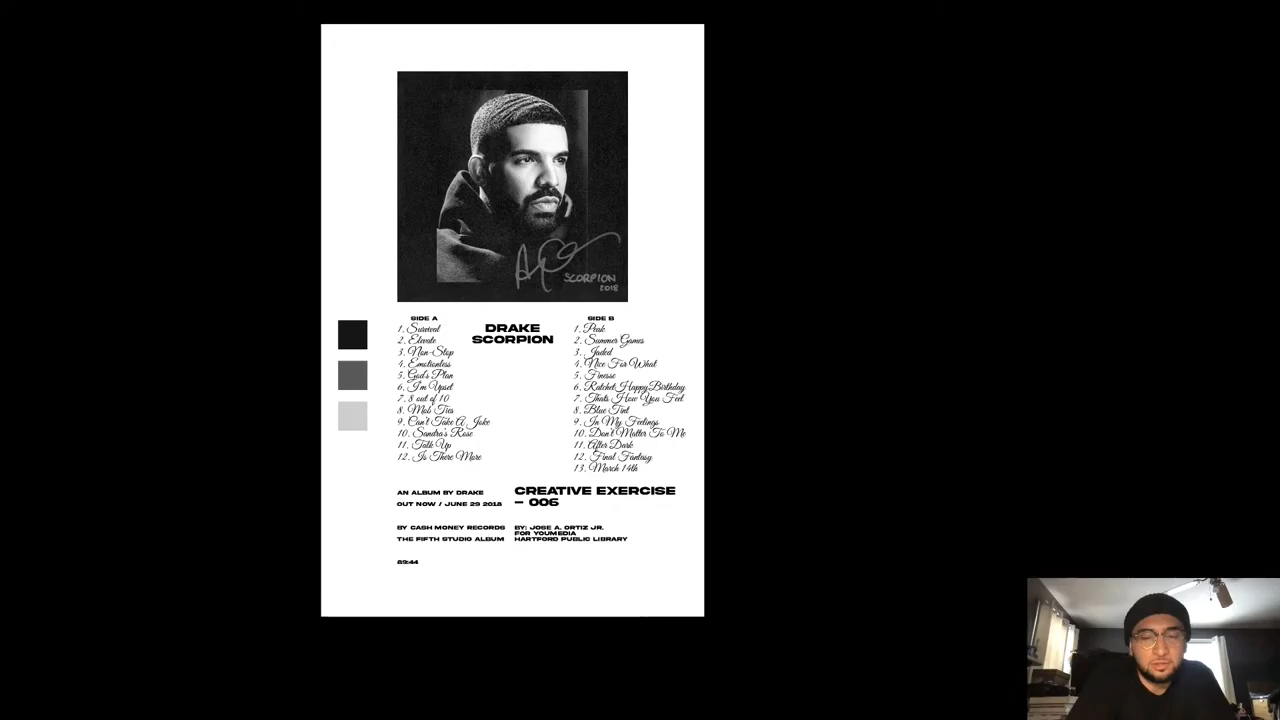 SCORPION
2018
SIDE A
1. Survival
2. Elevate
3. Non-Stop
4. Emotionless
5. God's Plan
6. I'm Upset
7. 8 out of 10
8. Mob Ties
9. Can't Take A Joke
10. Sandra's Rose
11. Talk Up
12. Is There More
DRAKE
SCORPION
SIDE B
1. Peak
2. Summer Games
3. Jaded
4. Nice For What
5. Finesse
6. Ratchet Happy Birthday
7. Thats How You Feel
8. Blue Tint
9. In My Feelings
10. Don't Matter To Me
11. After Dark
12. Final Fantasy
13. March 14th
AN ALBUM BY DRAKE
OUT NOW / JUNE 29 2018
BY CASH MONEY RECORDS
THE FIFTH STUDIO ALBUM
89:44
CREATIVE EXERCISE
– 006
BY: JOSE A. ORTIZ JR.
FOR YOUMEDIA
HARTFORD PUBLIC LIBRARY